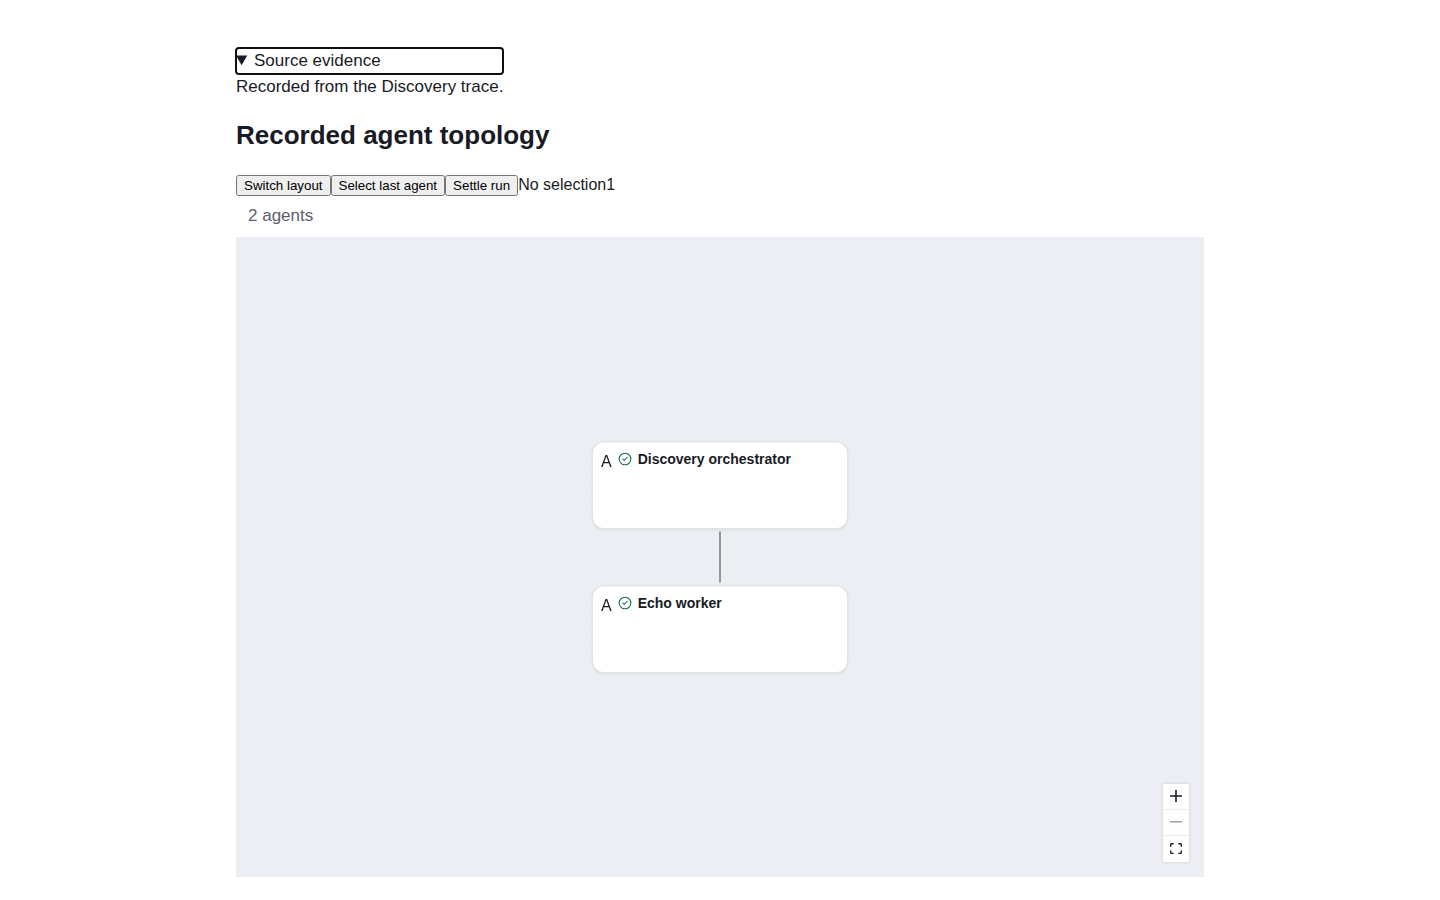 Source evidence
Recorded from the Discovery trace.
Recorded agent topology
Switch layout Select last agent Settle run No selection1
2 agents
A Discovery orchestrator
A Echo worker